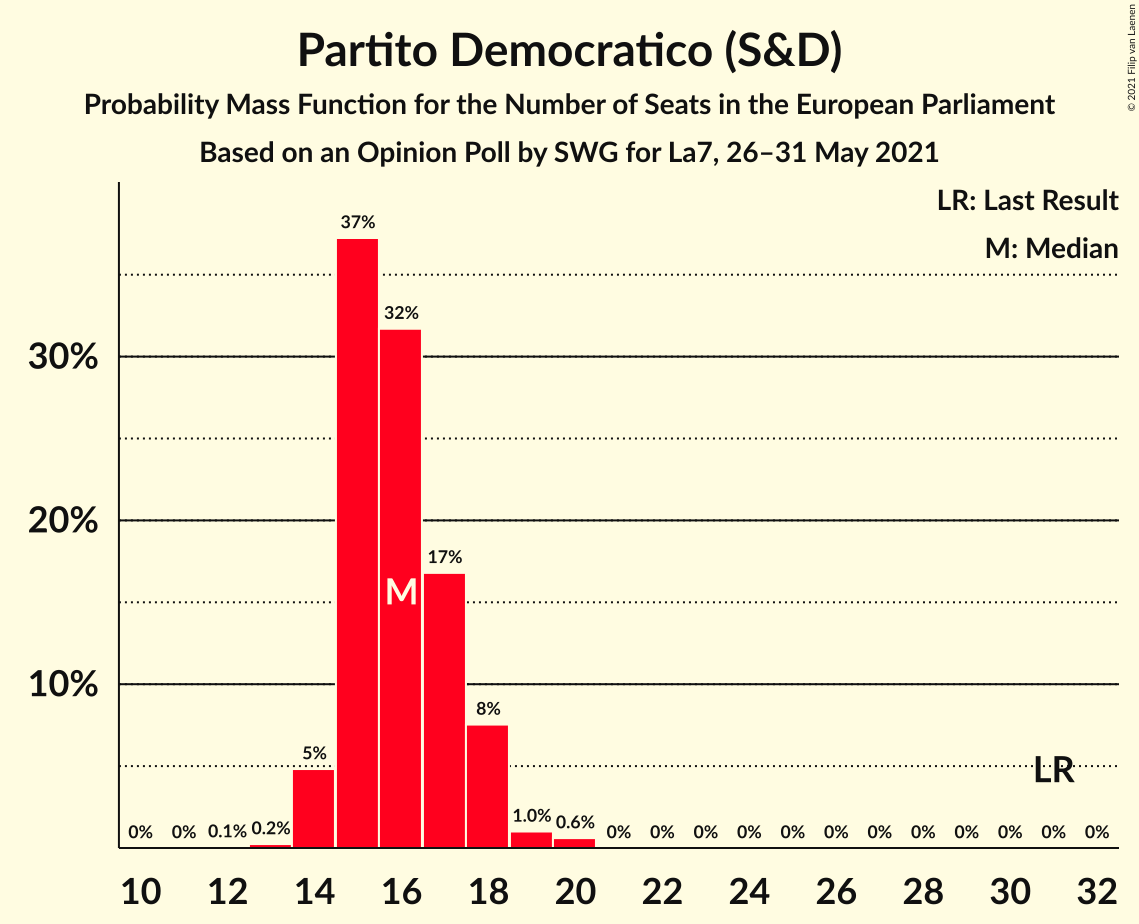 Partito Democratico (S&D)
Probability Mass Function for the Number of Seats in the European Parliament
Based on an Opinion Poll by SWG for La7, 26–31 May 2021
© 2021 Filip van Laenen
LR: Last Result
M: Median
30%
20%
10%
0%
0%
0.1%
0.2%
5%
37%
32%
17%
8%
1.0%
0.6%
0%
0%
0%
0%
0%
0%
0%
0%
0%
0%
0%
0%
M
LR
10 12 14 16 18 20 22 24 26 28 30 32